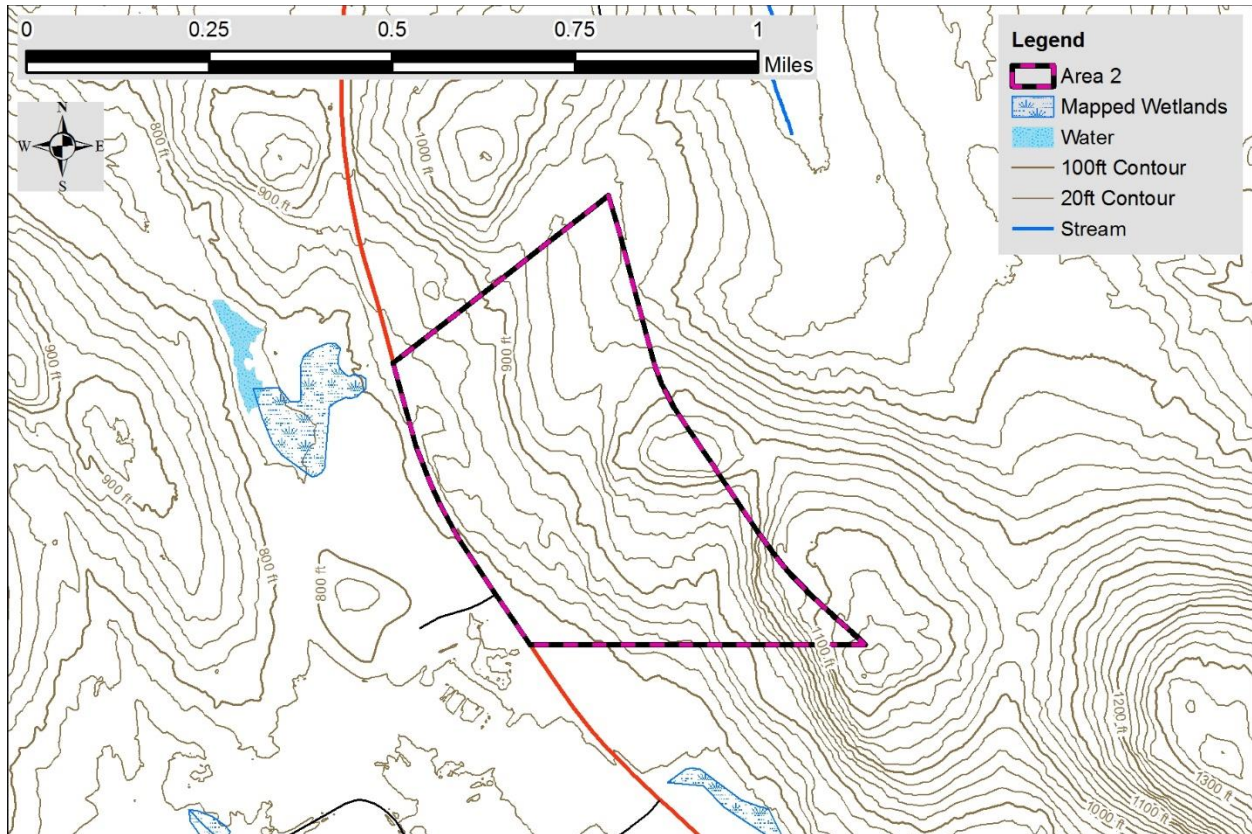 0 0.25 0.5 0.75 1
Miles
N
W E
S
Legend
Area 2
Mapped Wetlands
Water
100ft Contour
20ft Contour
Stream
800 ft
900 ft
1000 ft
900 ft
900 ft
900 ft
800 ft
800 ft
1200 ft
1300 ft
1000 ft
1100 ft